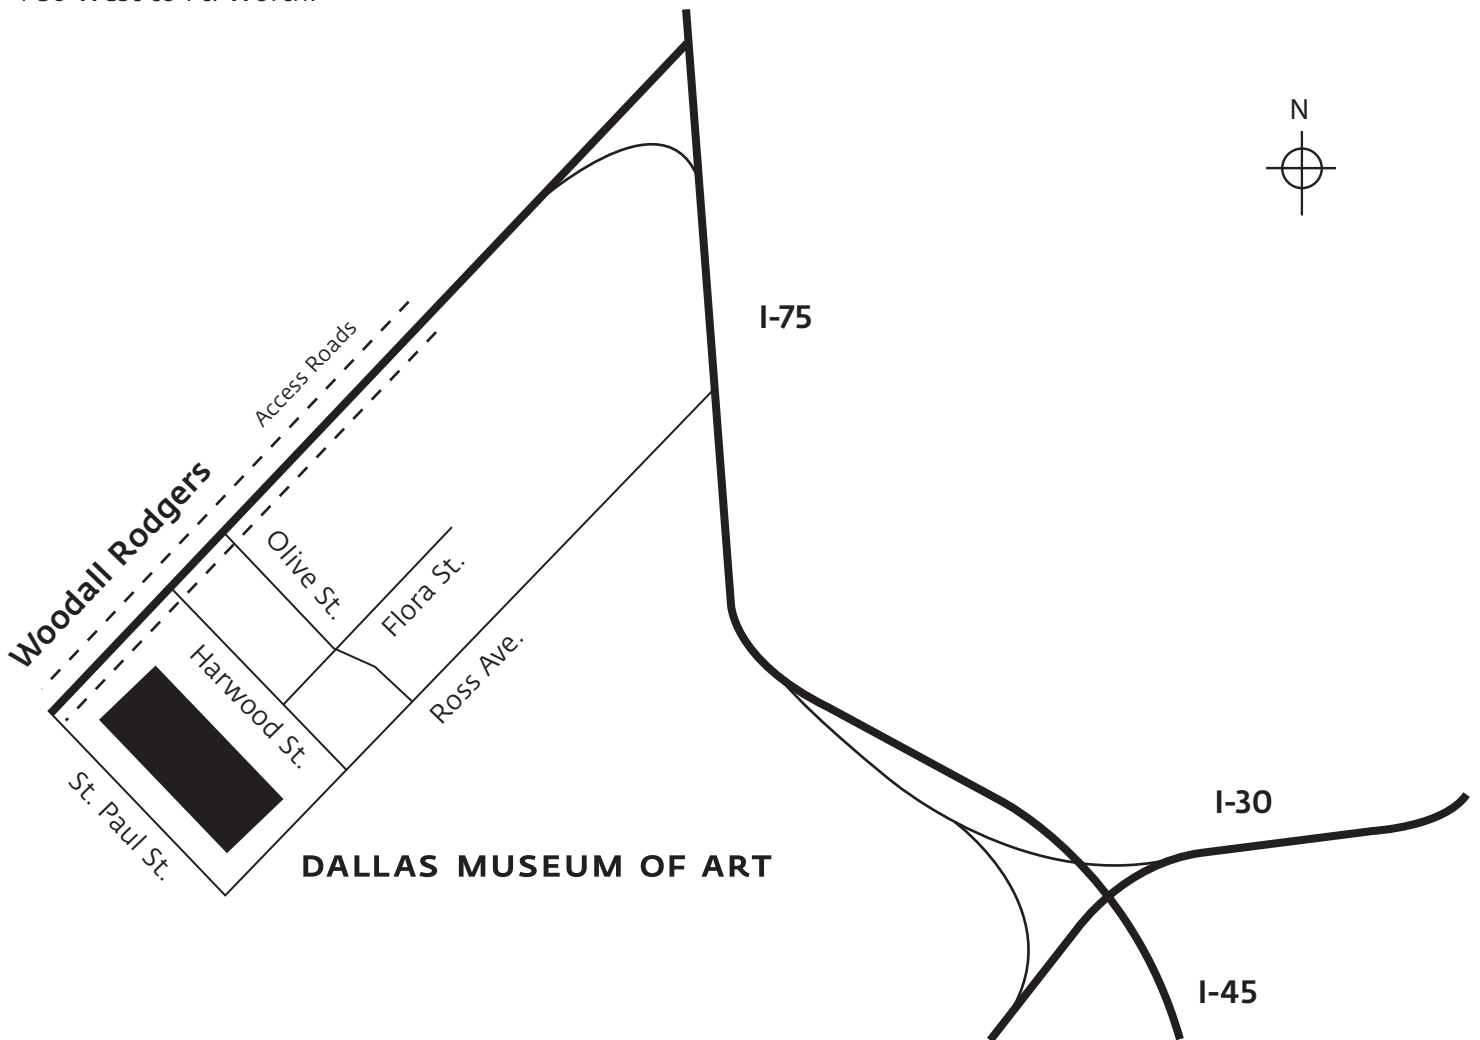 N
I-75
Access Roads
Woodall Rodgers
Olive St.
Flora St.
Harwood St.
Ross Ave.
St. Paul St.
I-30
DALLAS MUSEUM OF ART
I-45